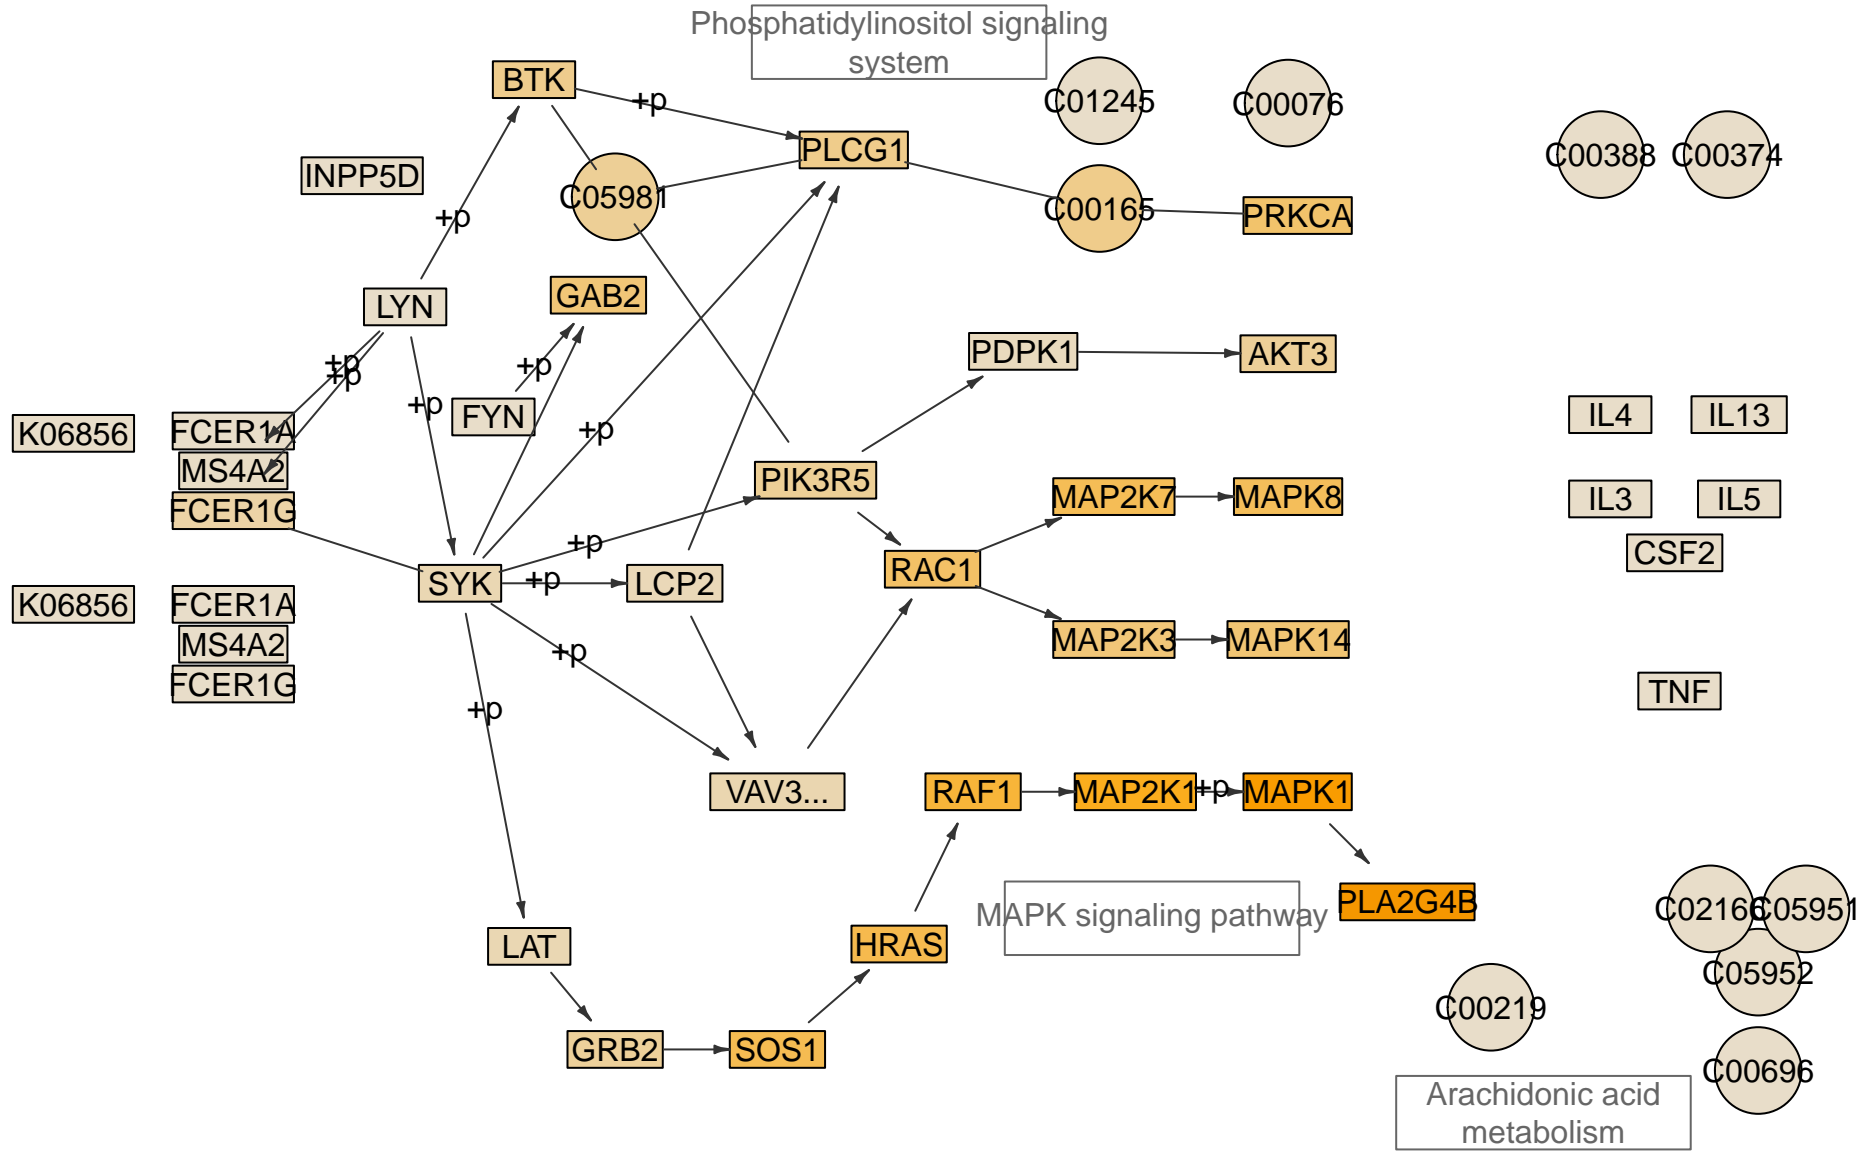 Phosphatidylinositol signaling
system
BTK
+p
C01245
C00076
PLCG1
C00388
C00374
INPP5D
C05981
C00165
PRKCA
+p
LYN
GAB2
PDPK1
AKT3
+p
+p
+p
+p
FYN
IL4
IL13
K06856
FCER1A
+p
MS4A2
PIK3R5
MAP2K7
MAPK8
IL3
IL5
FCER1G
+p
CSF2
SYK
+p
LCP2
RAC1
K06856
FCER1A
MS4A2
+p
MAP2K3
MAPK14
FCER1G
TNF
+p
VAV3...
RAF1
MAP2K1
+p
MAPK1
PLA2G4B
MAPK signaling pathway
C02166
C05951
LAT
HRAS
C05952
C00219
GRB2
SOS1
C00696
Arachidonic acid
metabolism